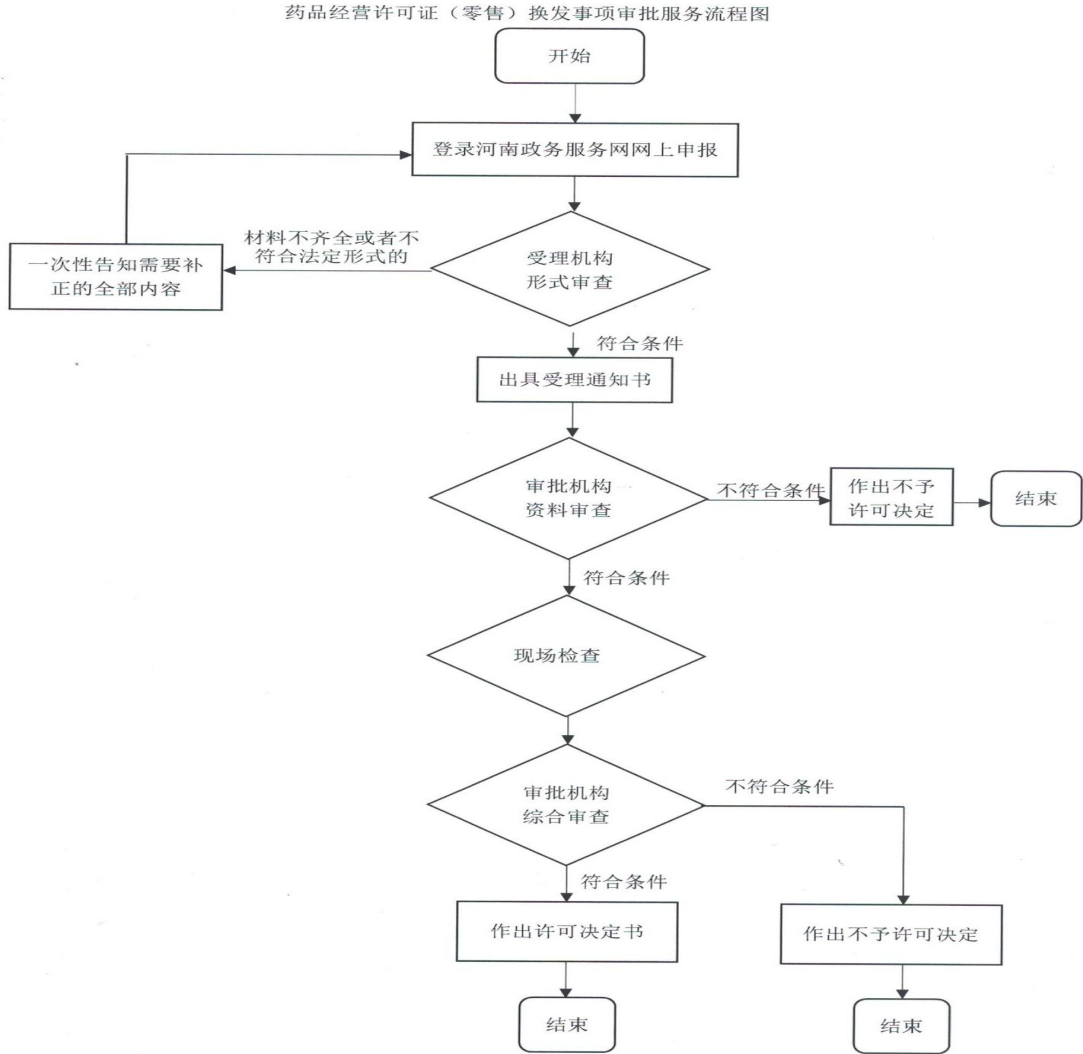 药品经营许可证（零售）换发事项审批服务流程图
开始
登录河南政务服务网网上申报
材料不齐全或者不
符合法定形式的
一次性告知需要补
正的全部内容
受理机构
形式审查
符合条件
出具受理通知书
审批机构
资料审查
不符合条件
作出不予
许可决定
结束
符合条件
现场检查
审批机构
综合审查
不符合条件
符合条件
作出许可决定书
作出不予许可决定
结束
结束